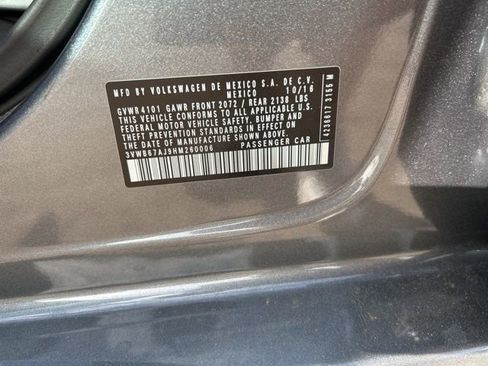 MFD BY VOLKSWAGEN DE MEXICO S.A. DE C.V.
MEXICO 10/16
GVWR 4101 GAWR FRONT 2072 / REAR 2138 LBS
THIS VEHICLE CONFORMS TO ALL APPLICABLE
FEDERAL MOTOR VEHICLE SAFETY, BUMPER AND
THEFT PREVENTION STANDARDS IN EFFECT ON
THE DATE OF MANUFACTURE SHOWN ABOVE
3VWB67AJ9HM260006 PASSENGER CAR
4236617 3165 M